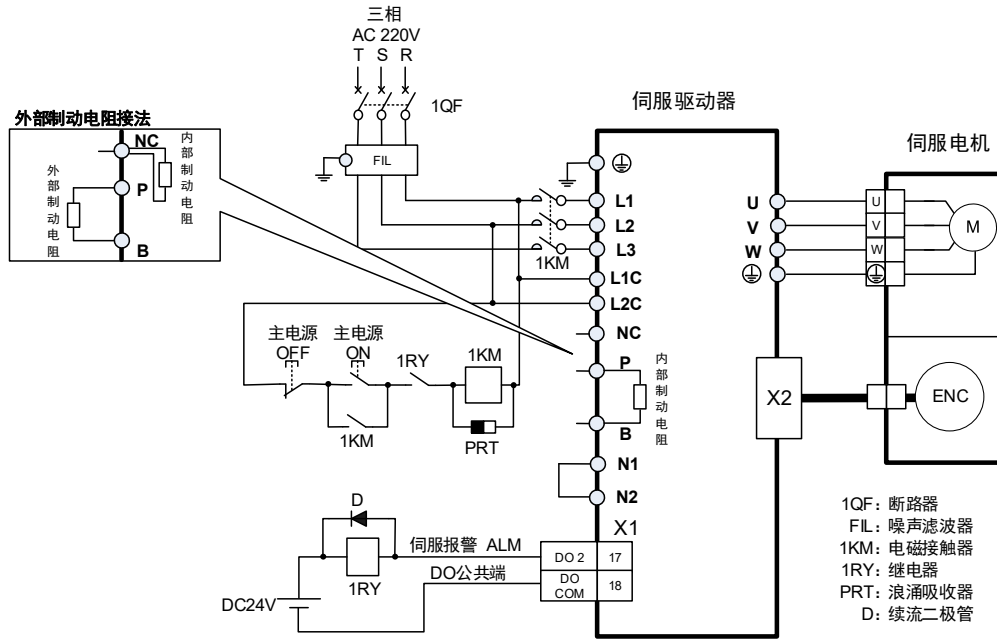 三相
AC 220V
T S R
1QF
伺服驱动器
伺服电机
外部制动电阻接法
NC
内部制动电阻
外部制动电阻
P
B
FIL
L1
L2
L3
1KM
L1C
L2C
NC
P
内部制动电阻
B
N1
N2
U
V
W
U
V
W
M
X2
ENC
主电源
OFF
主电源
ON
1RY
1KM
1KM
PRT
X1
D
伺服报警 ALM
DO 2
17
1RY
DO公共端
DO
COM
18
DC24V
1QF：断路器
FIL：噪声滤波器
1KM：电磁接触器
1RY：继电器
PRT：浪涌吸收器
D：续流二极管